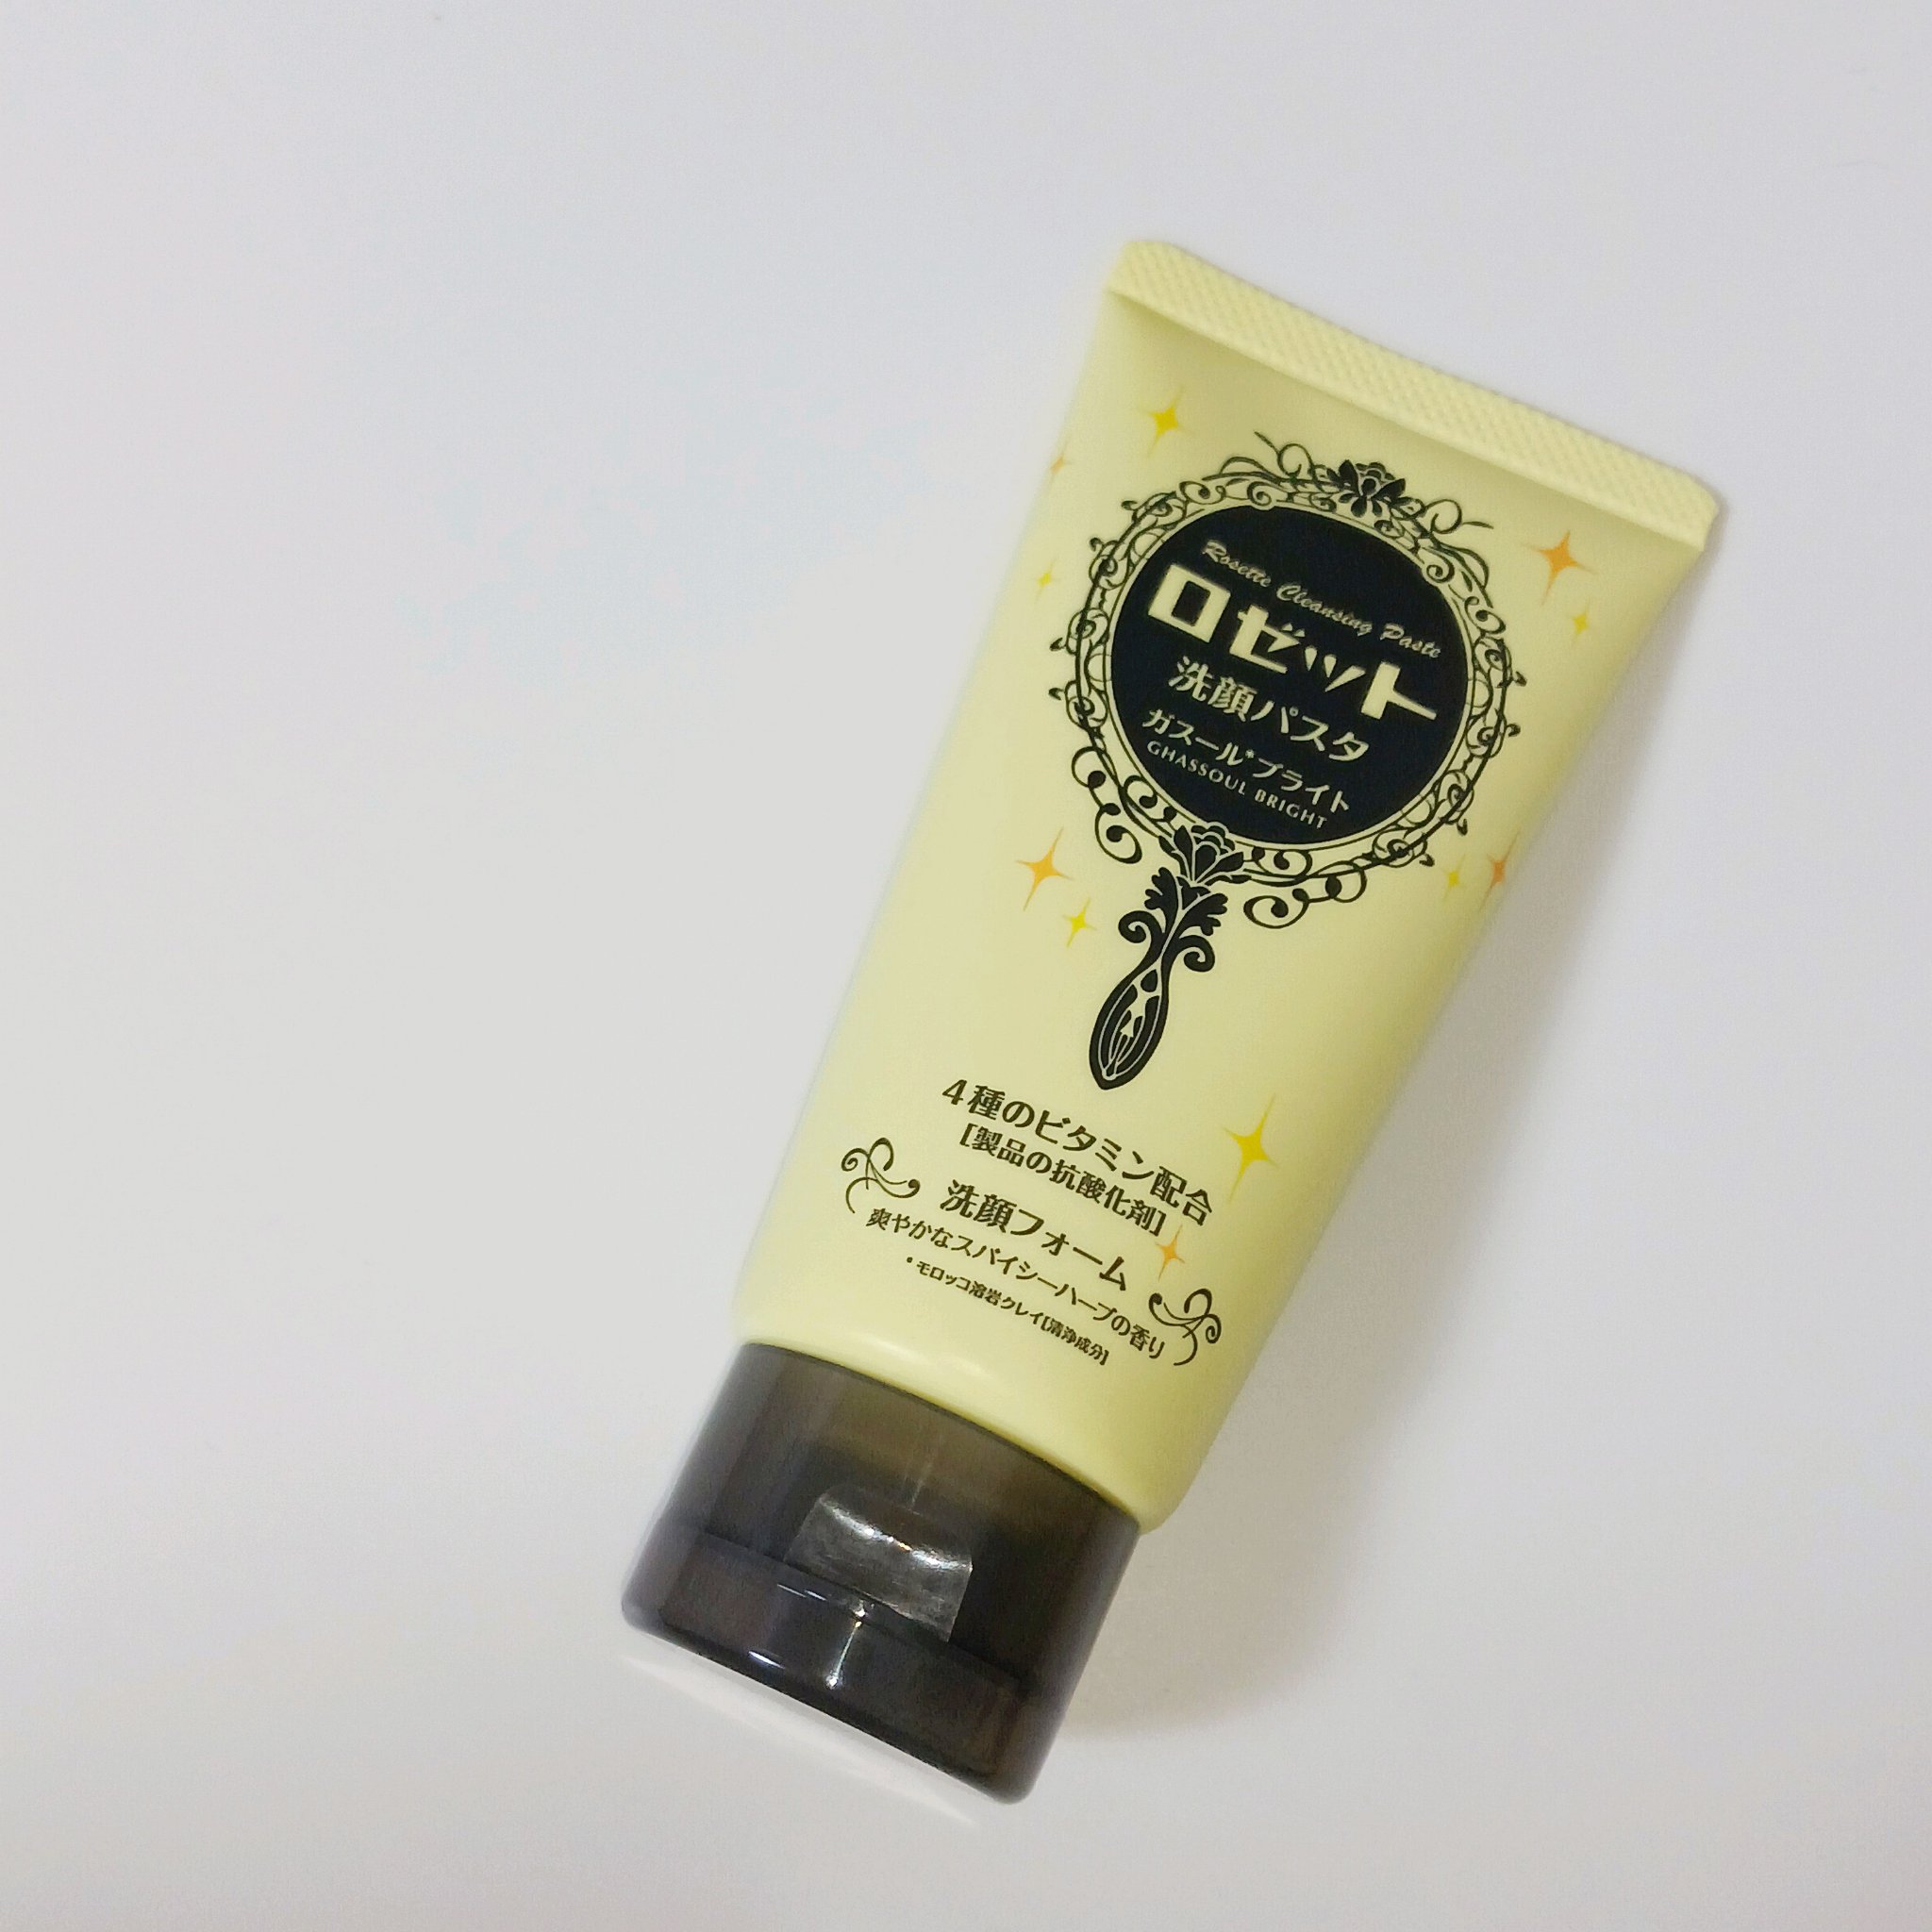 Rosette Cleansing Paste
ロゼット
洗顔パスタ
ガスール*ブライト
GHASSOUL BRIGHT
4種のビタミン配合
[製品の抗酸化剤]
洗顔フォーム
爽やかなスパイシーハーブの香り
*モロッコ溶岩クレイ[清浄成分]